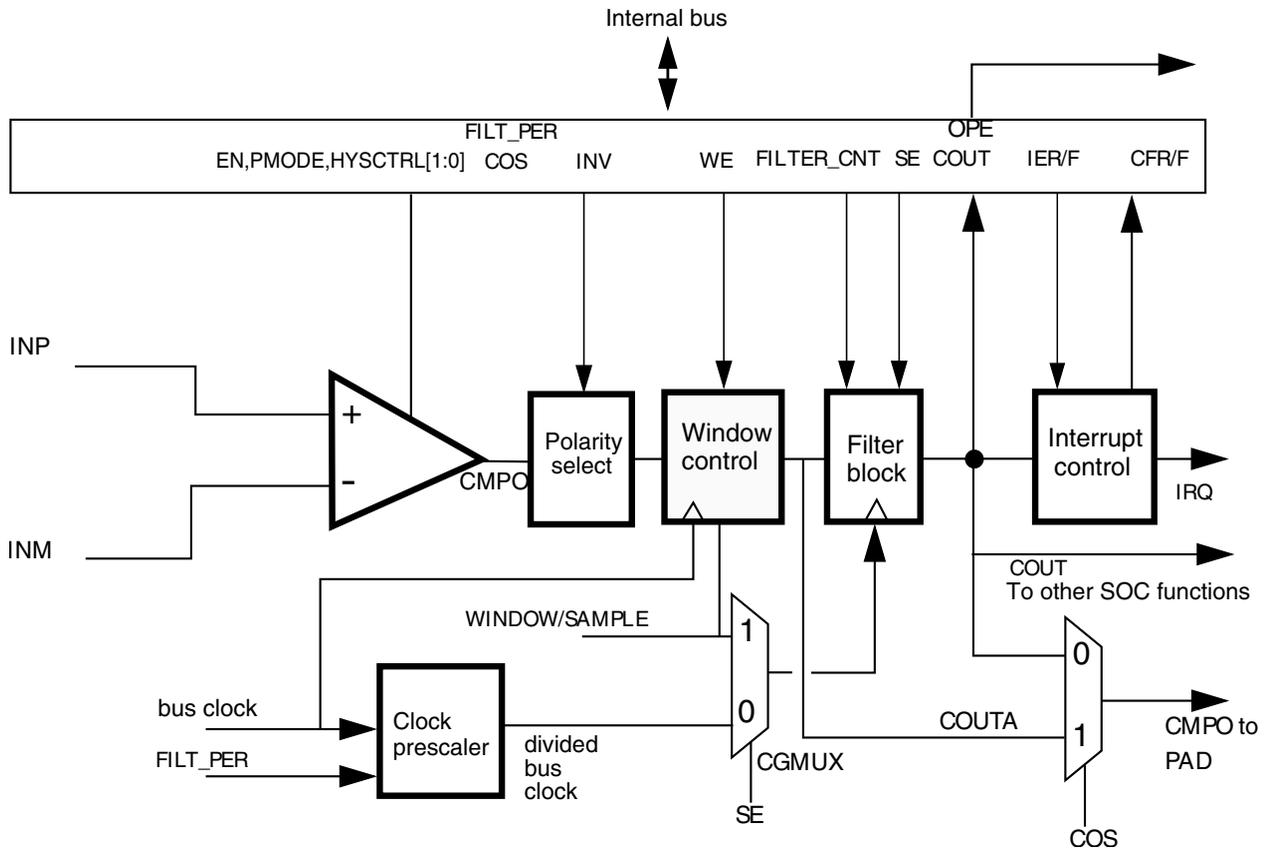 Internal bus
FILT_PER
OPE
EN,PMODE,HYSCTRL[1:0]
COS
INV
WE
FILTER_CNT
SE
COUT
IER/F
CFR/F
INP
+
-
INM
CMPO
Polarity
select
Window
control
Filter
block
Interrupt
control
IRQ
COUT
To other SOC functions
WINDOW/SAMPLE
1
0
CGMUX
SE
bus clock
FILT_PER
Clock
prescaler
divided
bus
clock
COUTA
0
1
CMPO to
PAD
COS